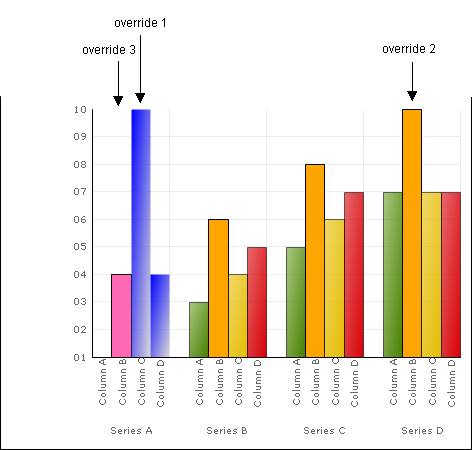 override 1
override 3
override 2
10
09
08
07
06
05
04
03
02
01
Column A
Column B
Column C
Column D
Column A
Column B
Column C
Column D
Column A
Column B
Column C
Column D
Column A
Column B
Column C
Column D
Series A
Series B
Series C
Series D